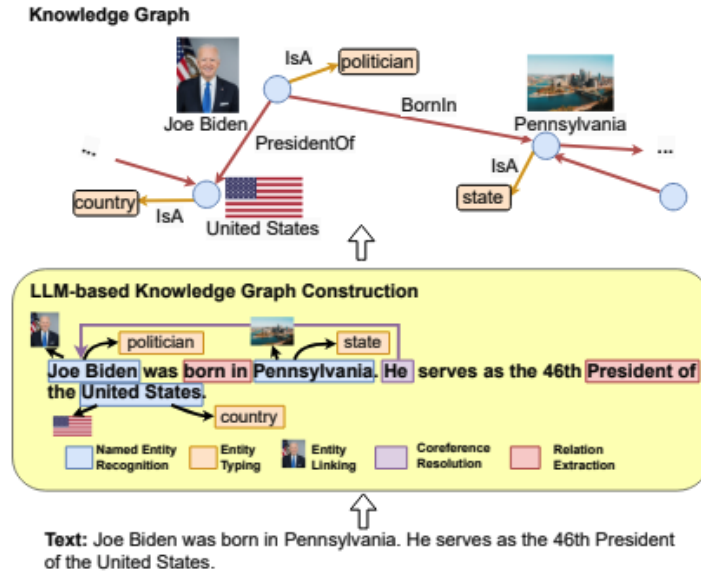 Knowledge Graph
IsA
politician
Joe Biden
BornIn
Pennsylvania
PresidentOf
...
...
IsA
country
IsA
state
United States
LLM-based Knowledge Graph Construction
politician
state
Joe Biden was born in Pennsylvania. He serves as the 46th President of
the United States.
country
Named Entity
Recognition
Entity
Typing
Entity
Linking
Coreference
Resolution
Relation
Extraction
Text: Joe Biden was born in Pennsylvania. He serves as the 46th President
of the United States.